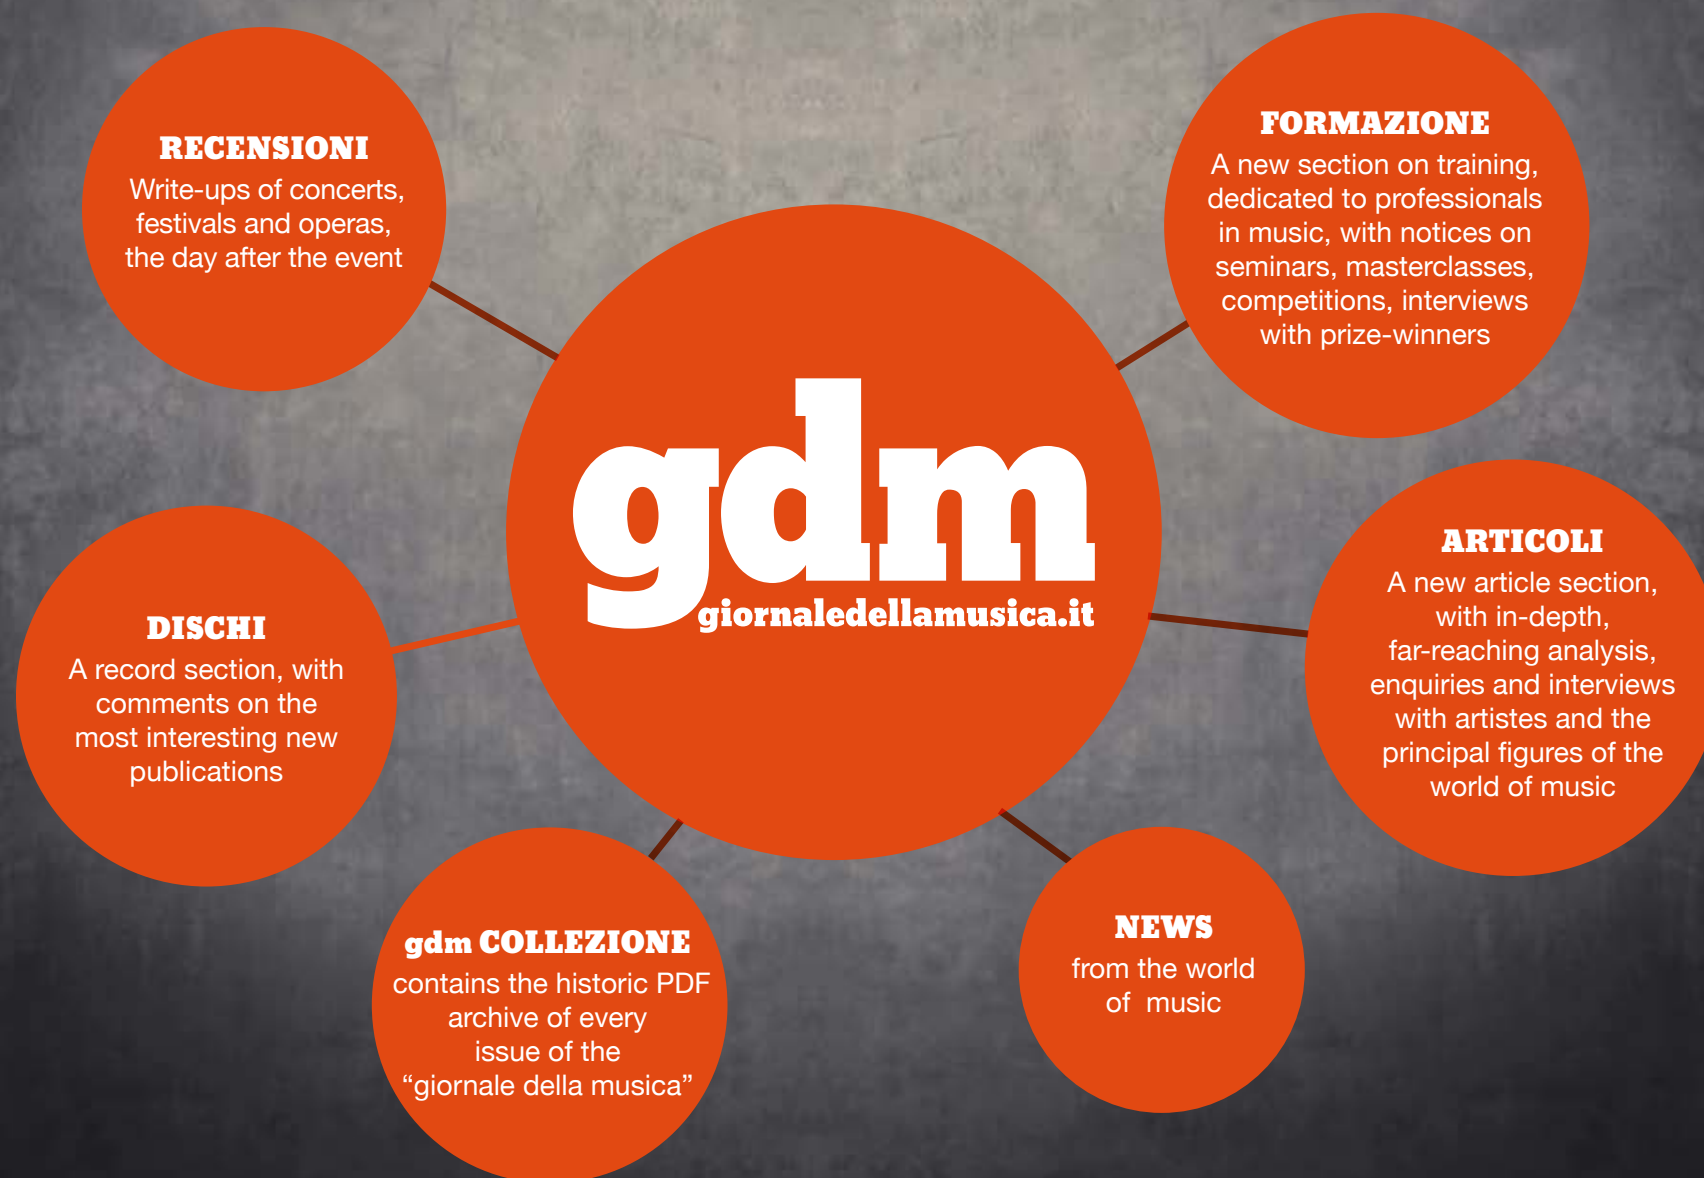 RECENSIONI
Write-ups of concerts,
festivals and operas,
the day after the event
FORMAZIONE
A new section on training,
dedicated to professionals
in music, with notices on
seminars, masterclasses,
competitions, interviews
with prize-winners
gdm
giornaledellamusica.it
DISCHI
A record section, with
comments on the
most interesting new
publications
ARTICOLI
A new article section,
with in-depth,
far-reaching analysis,
enquiries and interviews
with artistes and the
principal figures of the
world of music
gdm COLLEZIONE
contains the historic PDF
archive of every
issue of the
“giornale della musica”
NEWS
from the world
of music